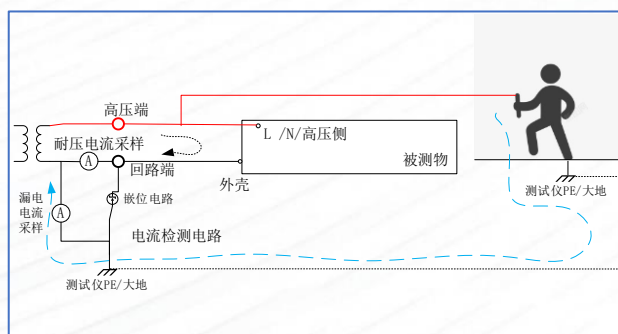 高压端
耐压电流采样
L /N/高压侧
A
回路端
被测物
外壳
测试仪PE/大地
漏电
电流
采样
A
嵌位电路
电流检测电路
测试仪PE/大地